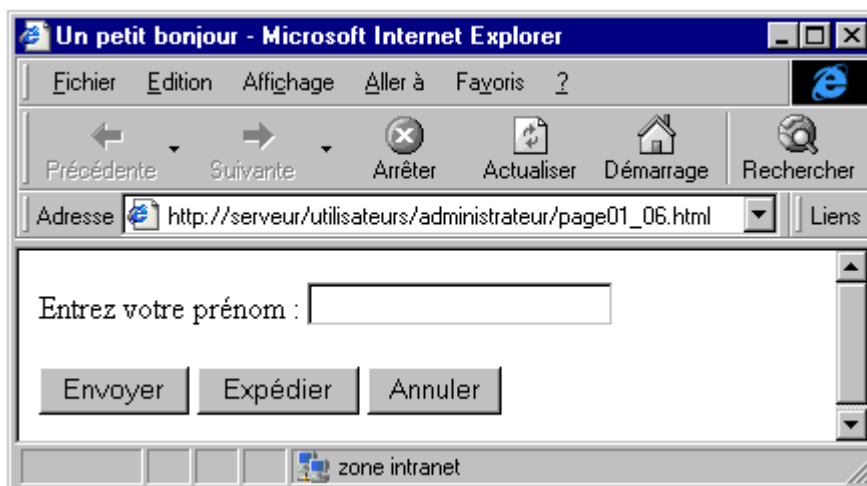 Un petit bonjour - Microsoft Internet Explorer
Fichier Edition Affichage Aller à Favoris ?
Précédente Suivante Arrêter Actualiser Démarrage Rechercher
Adresse http://serveur/utilisateurs/administrateur/page01_06.html Liens
Entrez votre prénom :
Envoyer Expédier Annuler
zone intranet